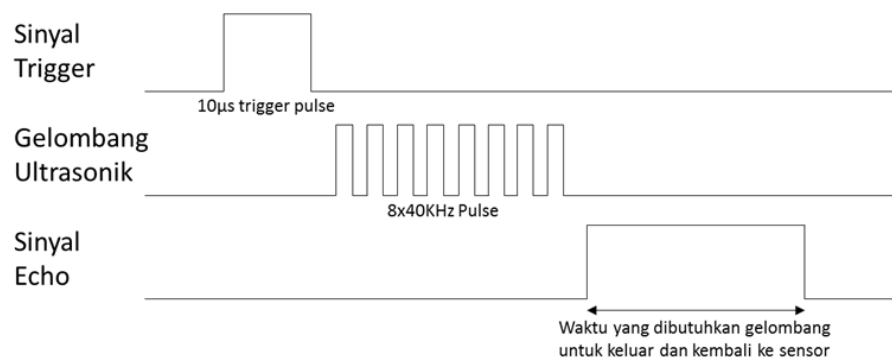 Sinyal
Trigger
10µs trigger pulse
Gelombang
Ultrasonik
8x40KHz Pulse
Sinyal
Echo
Waktu yang dibutuhkan gelombang
untuk keluar dan kembali ke sensor